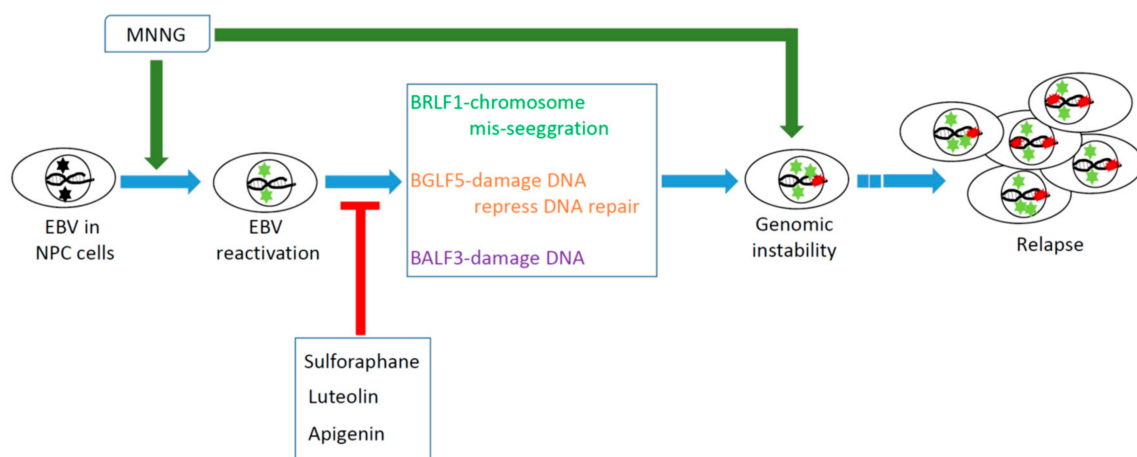 MNNG
BRLF1-chromosome
mis-seeggration
BGLF5-damage DNA
repress DNA repair
BALF3-damage DNA
EBV in
NPC cells
EBV
reactivation
Genomic
instability
Relapse
Sulforaphane
Luteolin
Apigenin